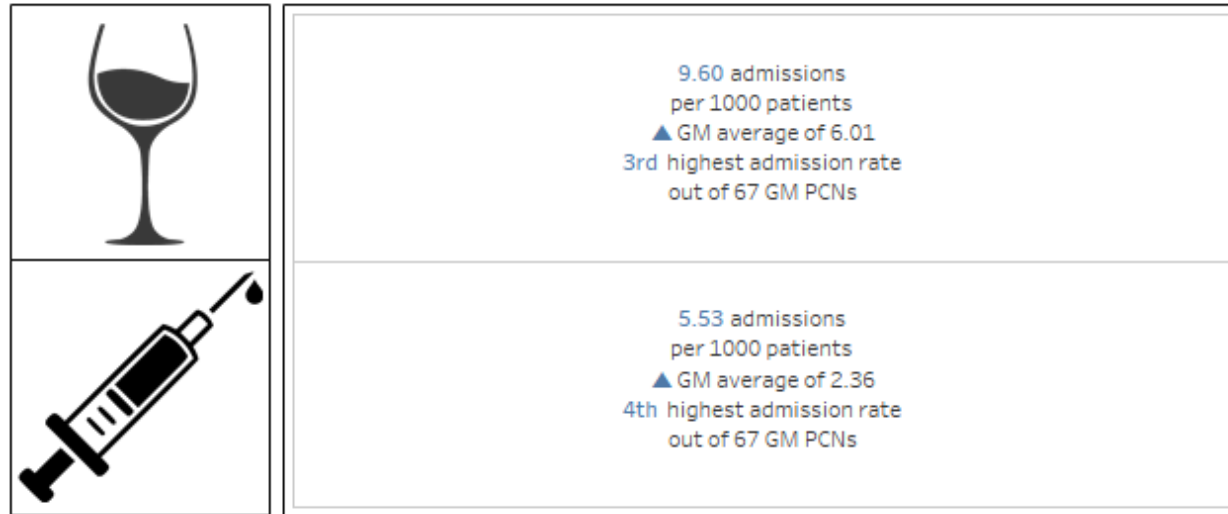 9.60 admissions
per 1000 patients
▲ GM average of 6.01
3rd highest admission rate
out of 67 GM PCNs
5.53 admissions
per 1000 patients
▲ GM average of 2.36
4th highest admission rate
out of 67 GM PCNs